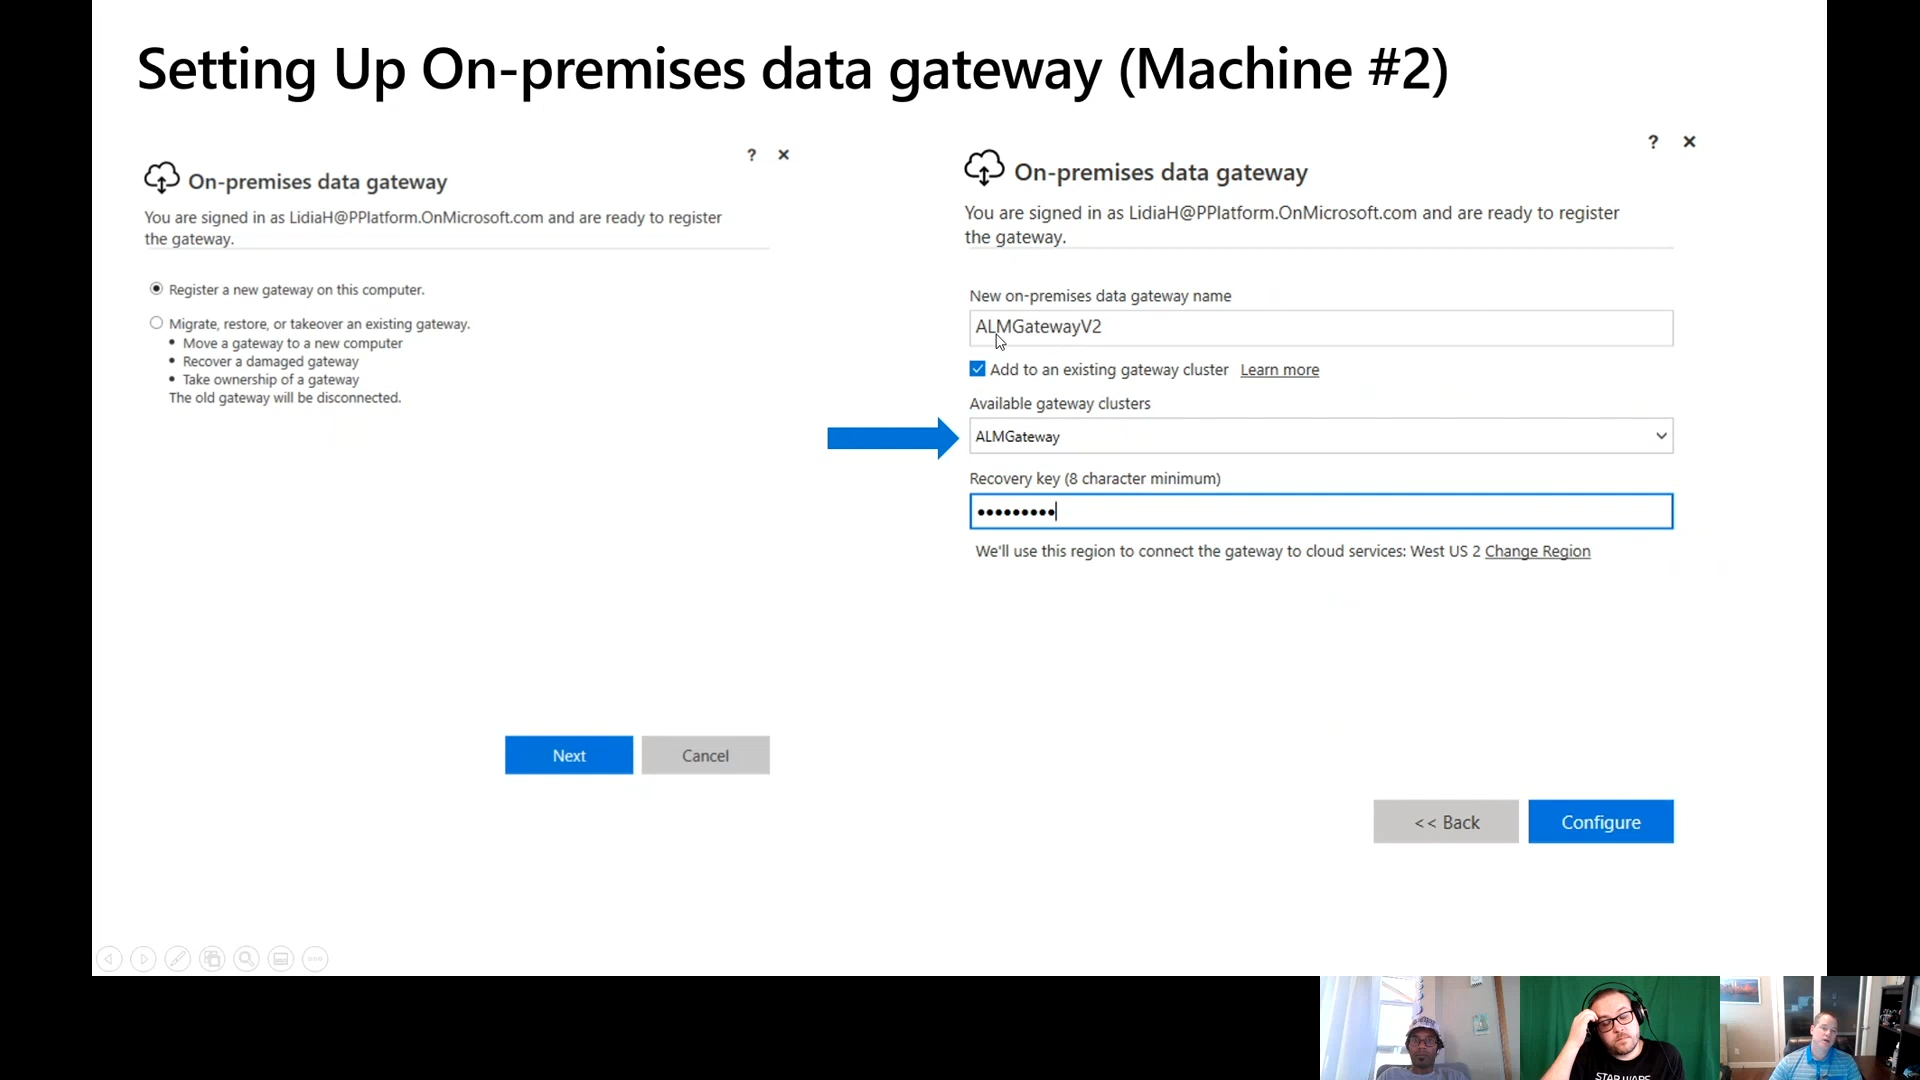 Setting Up On-premises data gateway (Machine #2)
? ×
On-premises data gateway
You are signed in as LidiaH@PPlatform.OnMicrosoft.com and are ready to register
the gateway.
Register a new gateway on this computer.
Migrate, restore, or takeover an existing gateway.
• Move a gateway to a new computer
• Recover a damaged gateway
• Take ownership of a gateway
The old gateway will be disconnected.
Next
Cancel
? ×
On-premises data gateway
You are signed in as LidiaH@PPlatform.OnMicrosoft.com and are ready to register
the gateway.
New on-premises data gateway name
ALMGatewayV2
Add to an existing gateway cluster Learn more
Available gateway clusters
ALMGateway
Recovery key (8 character minimum)
•••••••••
We'll use this region to connect the gateway to cloud services: West US 2 Change Region
<< Back
Configure
STAR WARS